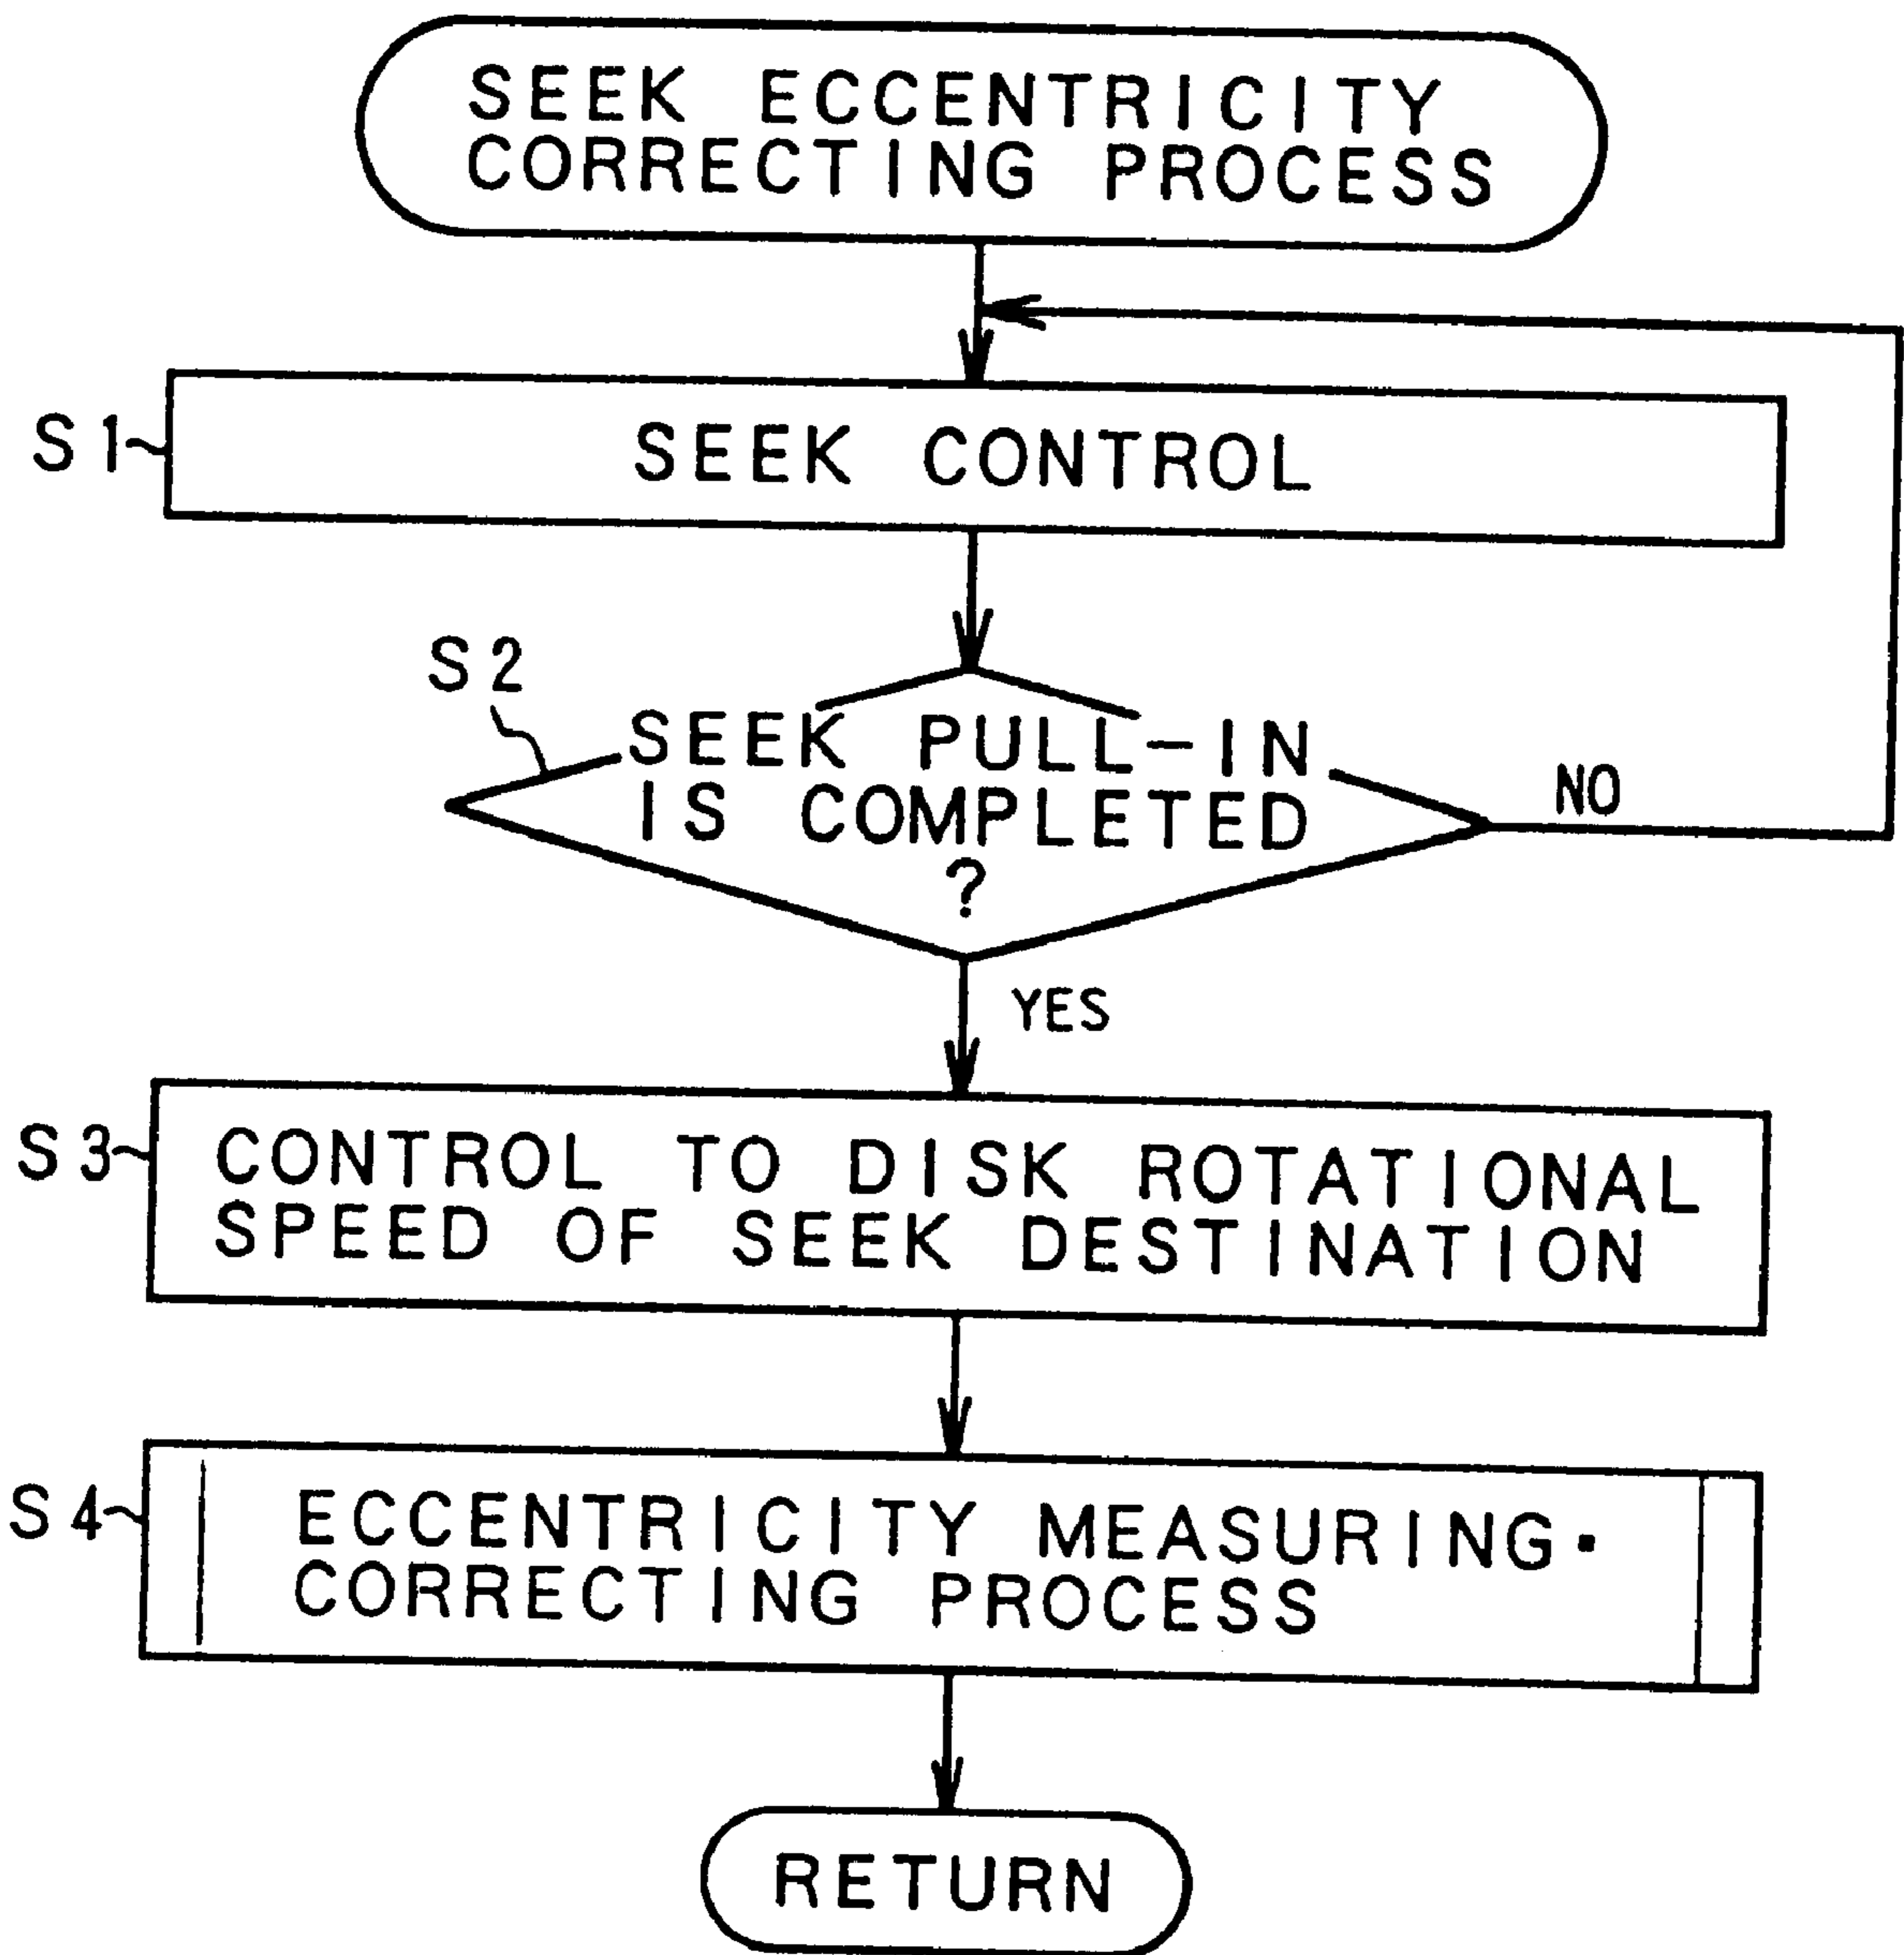 SEEK ECCENTRICITY
CORRECTING PROCESS
S1
SEEK CONTROL
S2
SEEK PULL-IN
IS COMPLETED
?
NO
YES
S3
CONTROL TO DISK ROTATIONAL
SPEED OF SEEK DESTINATION
S4
ECCENTRICITY MEASURING·
CORRECTING PROCESS
RETURN